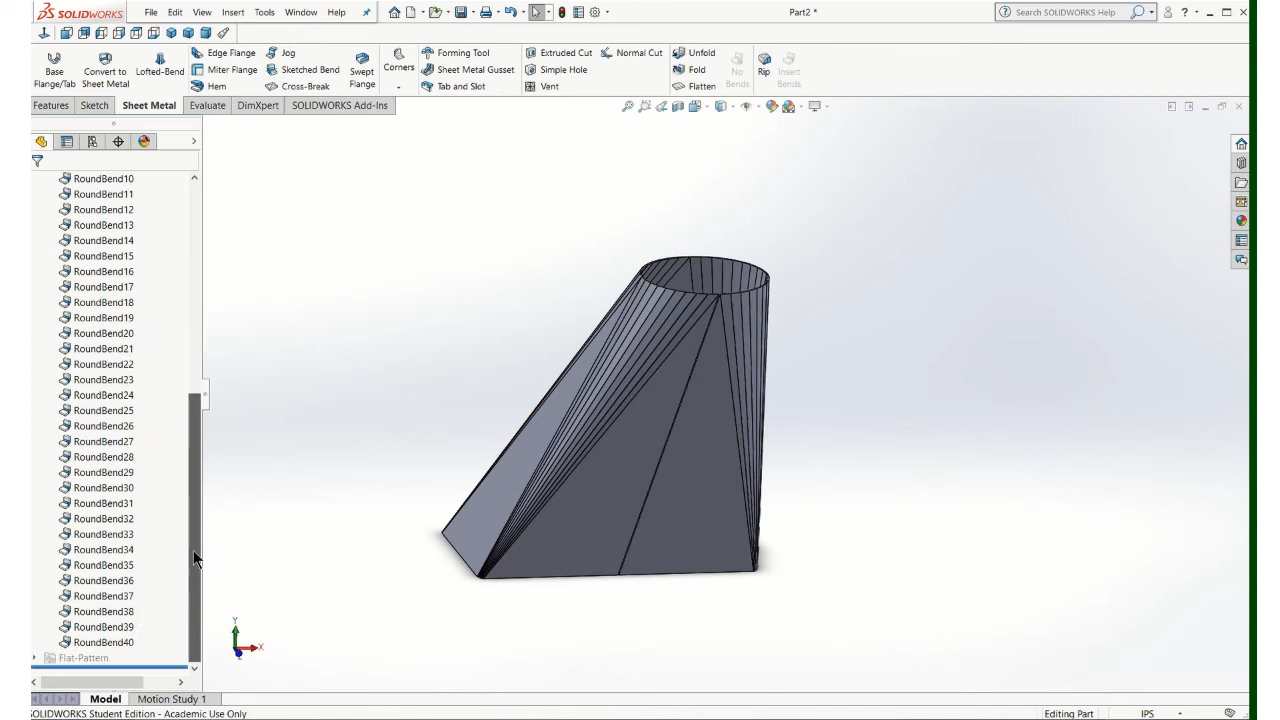 SOLIDWORKS File Edit View Insert Tools Window Help Part2 * Search SOLIDWORKS Help
Base Flange/Tab
Convert to Sheet Metal
Lofted-Bend
Edge Flange
Miter Flange
Hem
Jog
Sketched Bend
Cross-Break
Swept Flange
Corners
Forming Tool
Sheet Metal Gusset
Tab and Slot
Extruded Cut
Simple Hole
Vent
Normal Cut
Unfold
Fold
Flatten
No Bends
Rip
Insert Bends
Features Sketch Sheet Metal Evaluate DimXpert SOLIDWORKS Add-Ins
RoundBend10
RoundBend11
RoundBend12
RoundBend13
RoundBend14
RoundBend15
RoundBend16
RoundBend17
RoundBend18
RoundBend19
RoundBend20
RoundBend21
RoundBend22
RoundBend23
RoundBend24
RoundBend25
RoundBend26
RoundBend27
RoundBend28
RoundBend29
RoundBend30
RoundBend31
RoundBend32
RoundBend33
RoundBend34
RoundBend35
RoundBend36
RoundBend37
RoundBend38
RoundBend39
RoundBend40
Flat-Pattern
Y
X
Z
Model Motion Study 1
SOLIDWORKS Student Edition - Academic Use Only Editing Part IPS